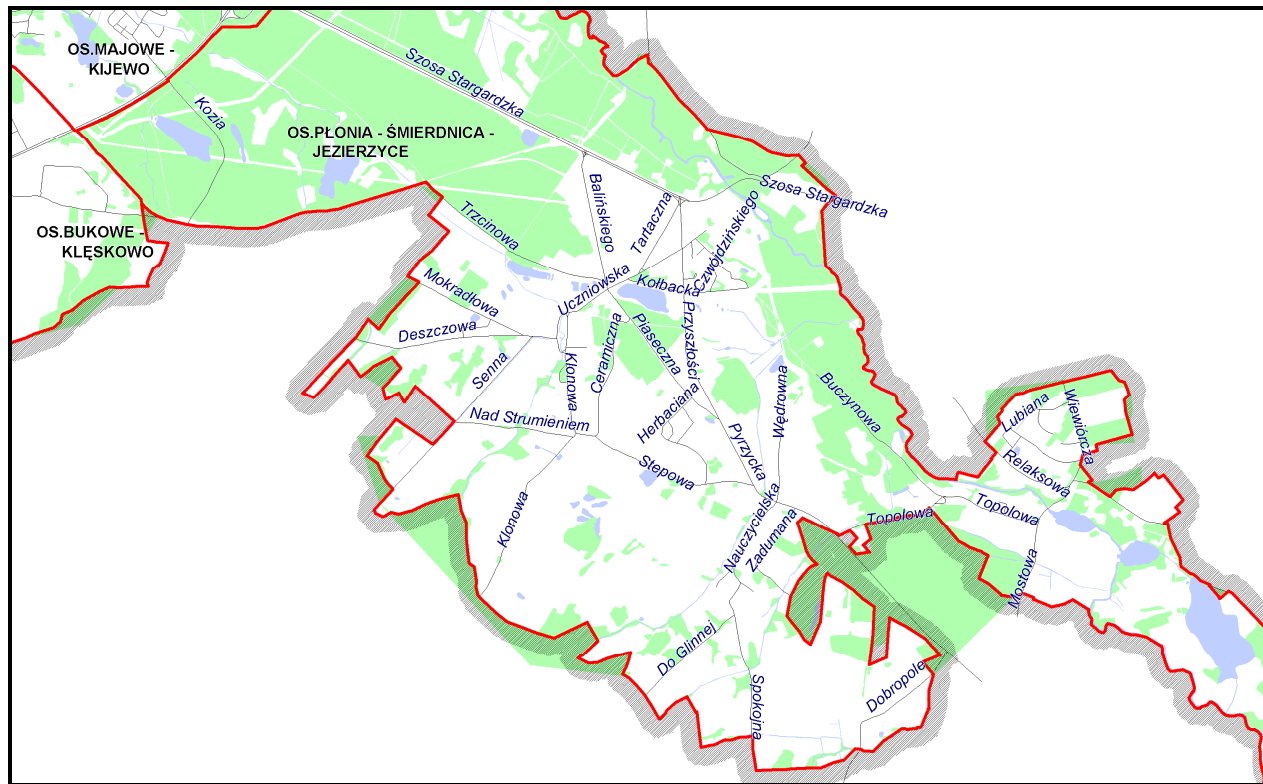 OS.MAJOWE -
KIJEWO
Szosa Stargardzka
Kozia
OS.PŁONIA - ŚMIERDNICA -
JEZIERZYCE
Szosa Stargardzka
Balińskiego
Tartaczna
Czwójdzińskiego
Trzcinowa
OS.BUKOWE -
KLĘSKOWO
Mokradłowa
Uczniowska
Kołbacka
Deszczowa
Piaseczna
Przyszłości
Ceramiczna
Senna
Klonowa
Wędrowna
Buczynowa
Herbaciana
Nad Strumieniem
Pyrzycka
Lubiana
Wiewiórcza
Relaksowa
Stepowa
Klonowa
Nauczycielska
Zadumana
Topolowa
Topolowa
Mostowa
Do Glinnej
Spokojna
Dobropole